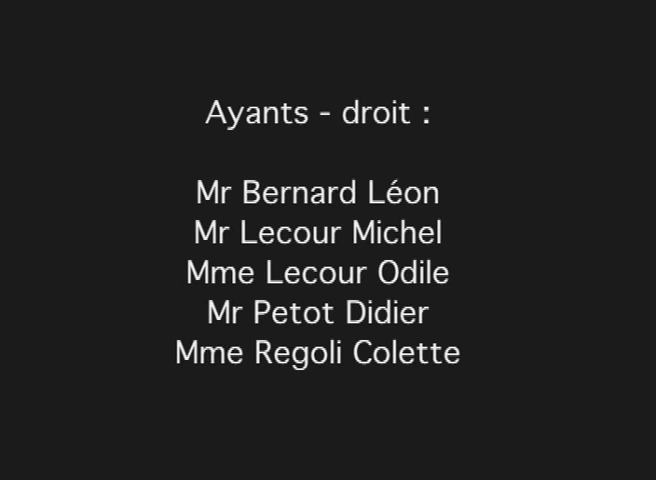 Ayants - droit :
Mr Bernard Léon
Mr Lecour Michel
Mme Lecour Odile
Mr Petot Didier
Mme Regoli Colette